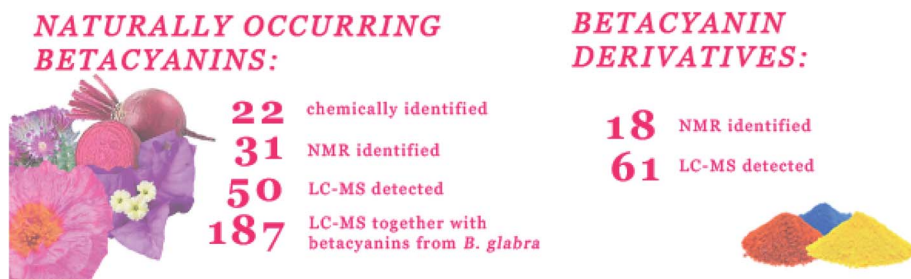 NATURALLY OCCURRING
BETACYANINS:
22 chemically identified
31 NMR identified
50 LC-MS detected
187 LC-MS together with
betacyanins from B. glabra
BETACYANIN
DERIVATIVES:
18 NMR identified
61 LC-MS detected